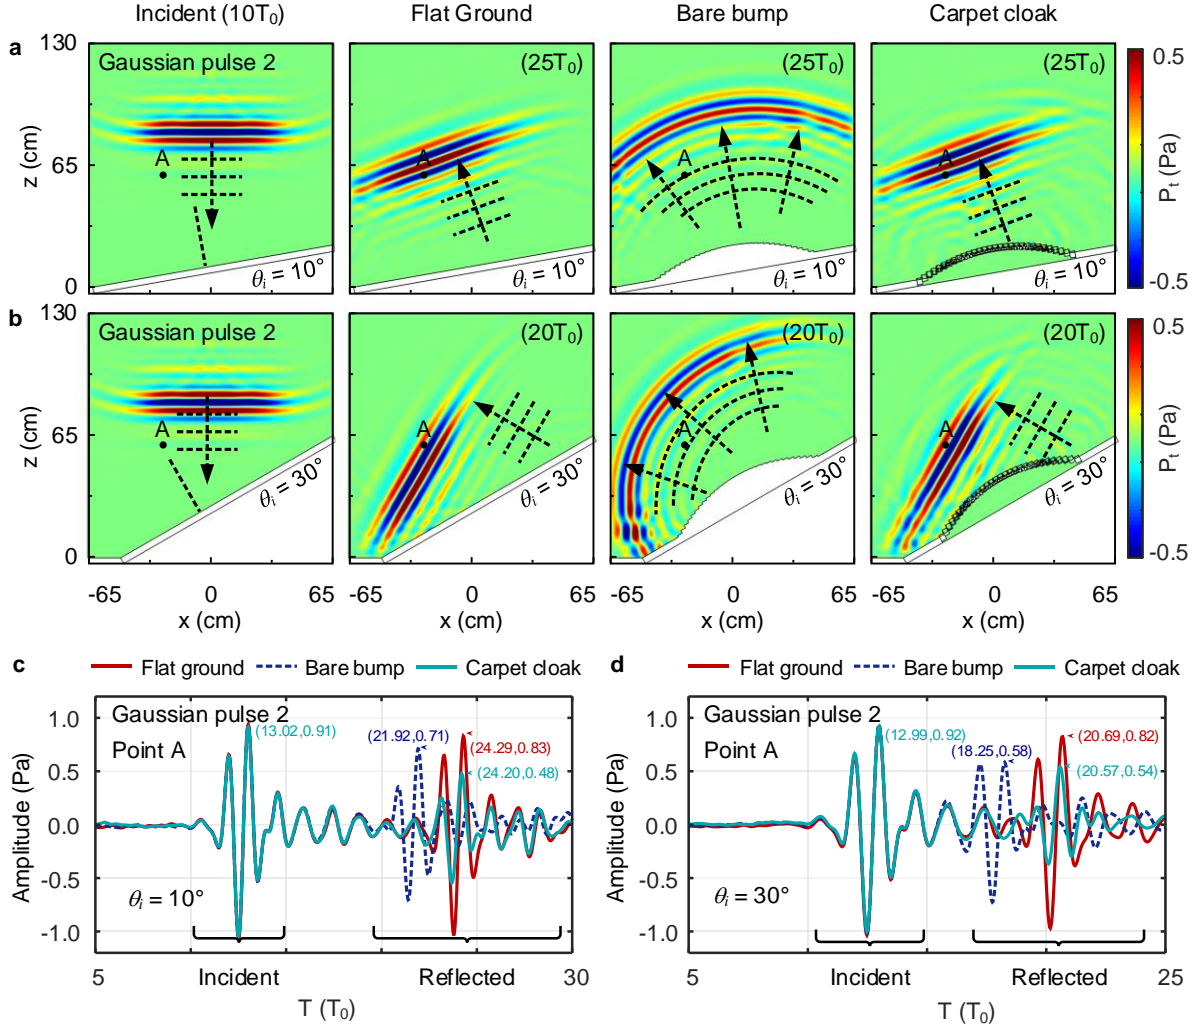 Incident (10T₀) Flat Ground Bare bump Carpet cloak
a
130 Gaussian pulse 2 (25T₀) (25T₀) (25T₀) 0.5
z (cm) 65 A A A A Pₜ (Pa)
0 θᵢ = 10° θᵢ = 10° θᵢ = 10° θᵢ = 10° -0.5
b
130 Gaussian pulse 2 (20T₀) (20T₀) (20T₀) 0.5
z (cm) 65 A A A A Pₜ (Pa)
0 θᵢ = 30° θᵢ = 30° θᵢ = 30° θᵢ = 30° -0.5
-65 0 65 -65 0 65 -65 0 65 -65 0 65
x (cm) x (cm) x (cm) x (cm)
c Flat ground Bare bump Carpet cloak
Gaussian pulse 2
Point A
(13.02,0.91)
(21.92,0.71)
(24.29,0.83)
(24.20,0.48)
1.0
0.5
0.0
-0.5
-1.0
Amplitude (Pa)
θᵢ = 10°
5 Incident Reflected 30
T (T₀)
d Flat ground Bare bump Carpet cloak
Gaussian pulse 2
Point A
(12.99,0.92)
(18.25,0.58)
(20.69,0.82)
(20.57,0.54)
1.0
0.5
0.0
-0.5
-1.0
Amplitude (Pa)
θᵢ = 30°
5 Incident Reflected 25
T (T₀)